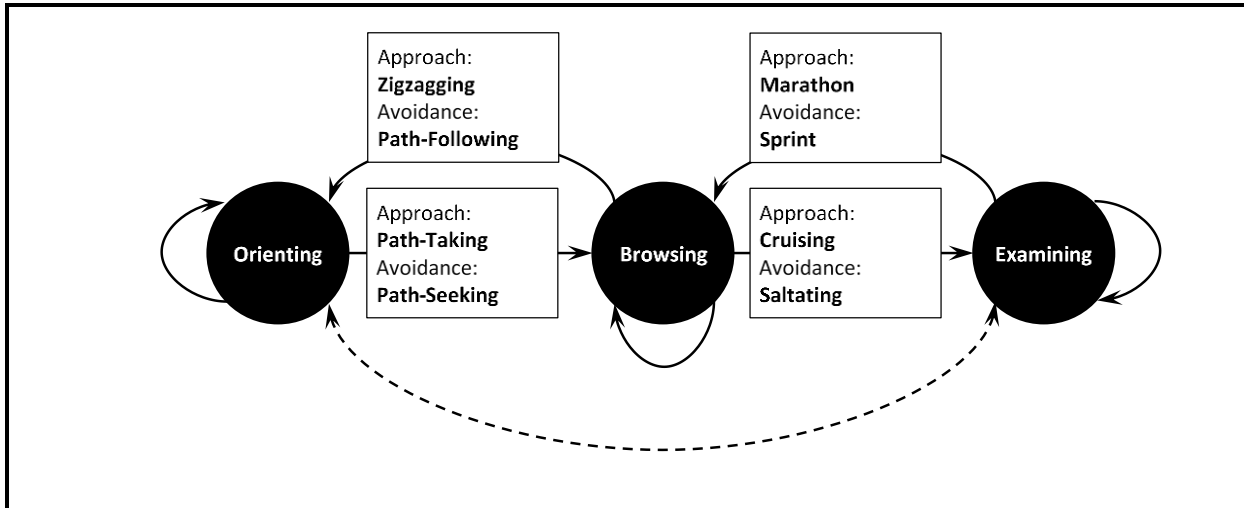 Approach:
Zigzagging
Avoidance:
Path-Following
Approach:
Marathon
Avoidance:
Sprint
Orienting
Approach:
Path-Taking
Avoidance:
Path-Seeking
Browsing
Approach:
Cruising
Avoidance:
Saltating
Examining